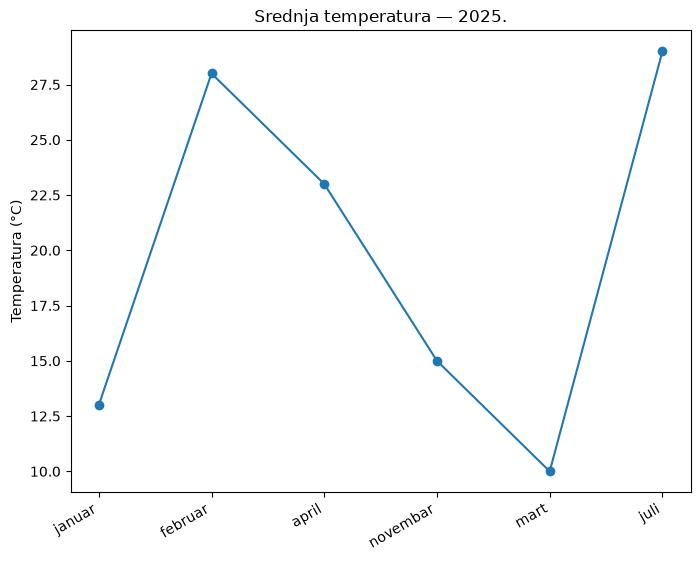 Srednja temperatura — 2025.
Temperatura (°C)
27.5
25.0
22.5
20.0
17.5
15.0
12.5
10.0
januar
februar
april
novembar
mart
juli